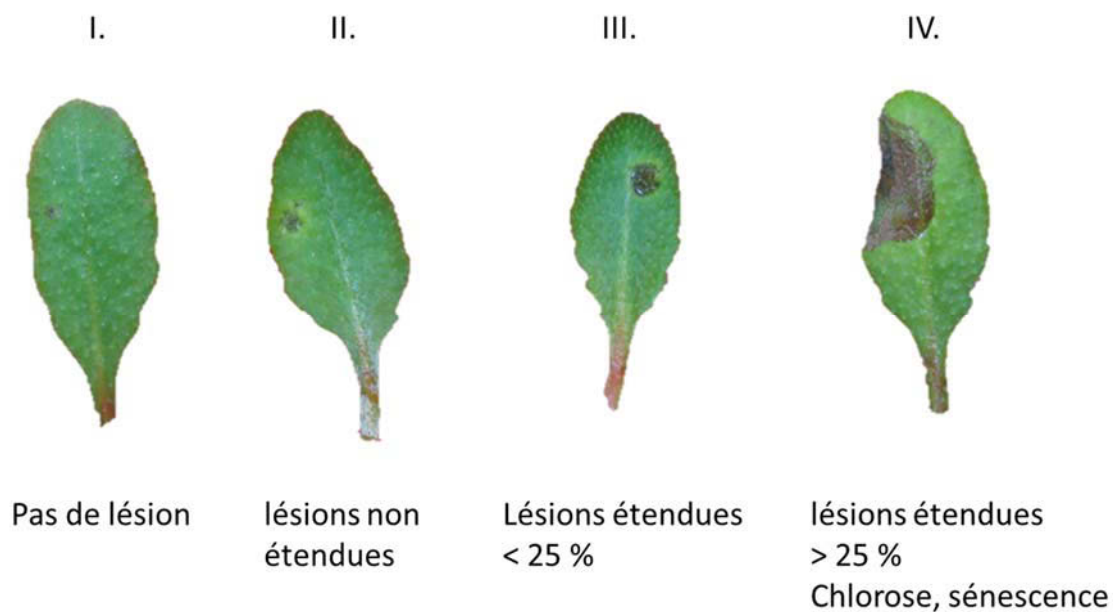 I.
II.
III.
IV.
Pas de lésion
lésions non
étendues
Lésions étendues
< 25 %
lésions étendues
> 25 %
Chlorose, sénescence